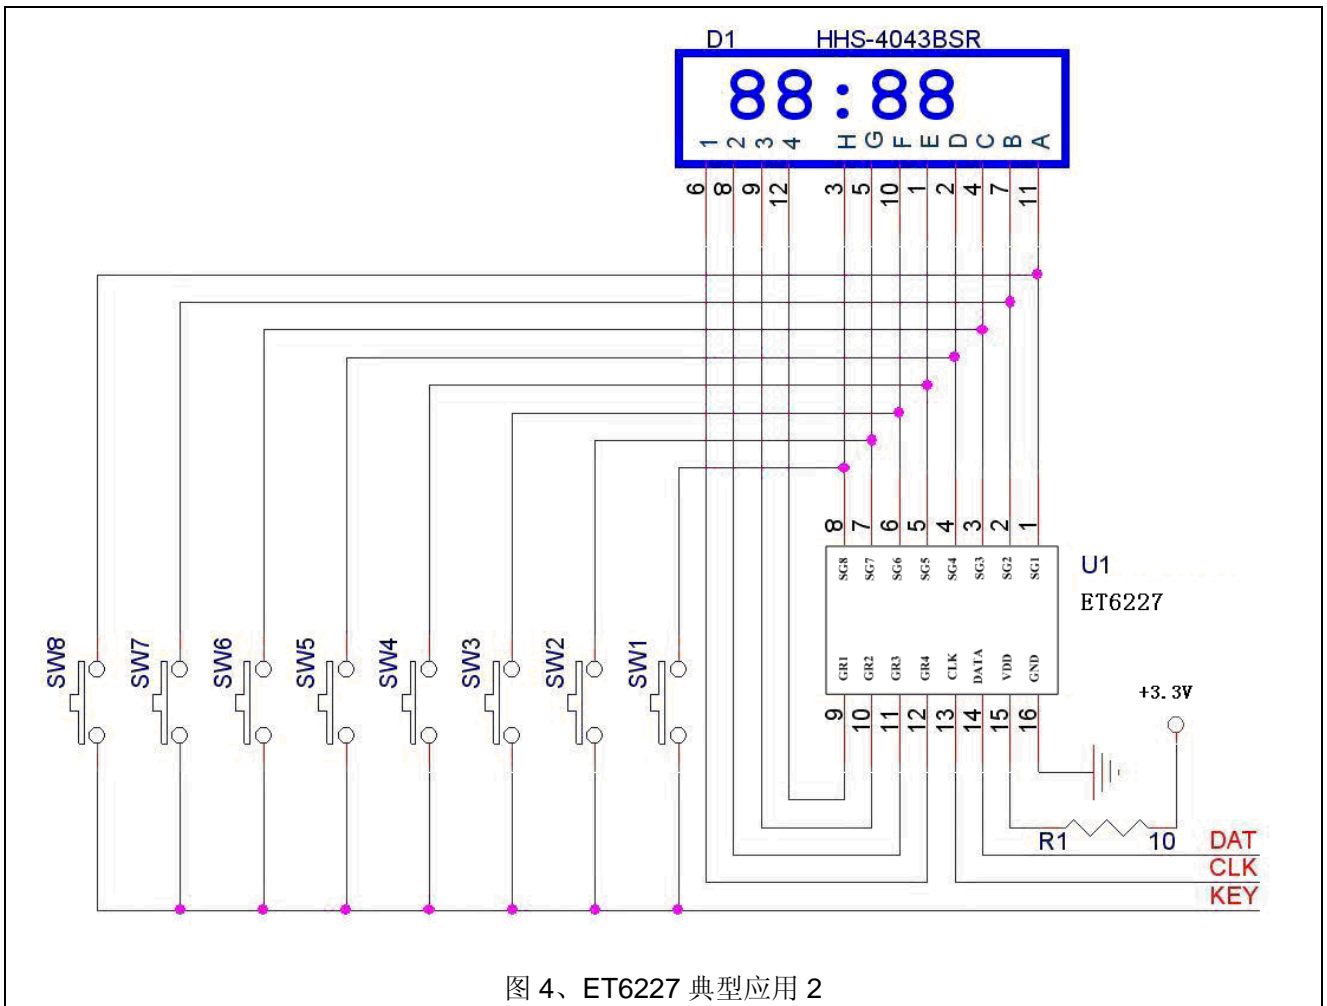 D1 HHS-4043BSR
88:88
1 2 3 4 H G F E D C B A
6 8 9 12 3 5 10 1 2 4 7 11
8 7 6 5 4 3 2 1
SG8 SG7 SG6 SG5 SG4 SG3 SG2 SG1
U1
ET6227
GR1 GR2 GR3 GR4 CLK DATA VDD GND
9 10 11 12 13 14 15 16
SW8 SW7 SW6 SW5 SW4 SW3 SW2 SW1
+3.3V
R1 10
DAT
CLK
KEY
图 4、ET6227 典型应用 2